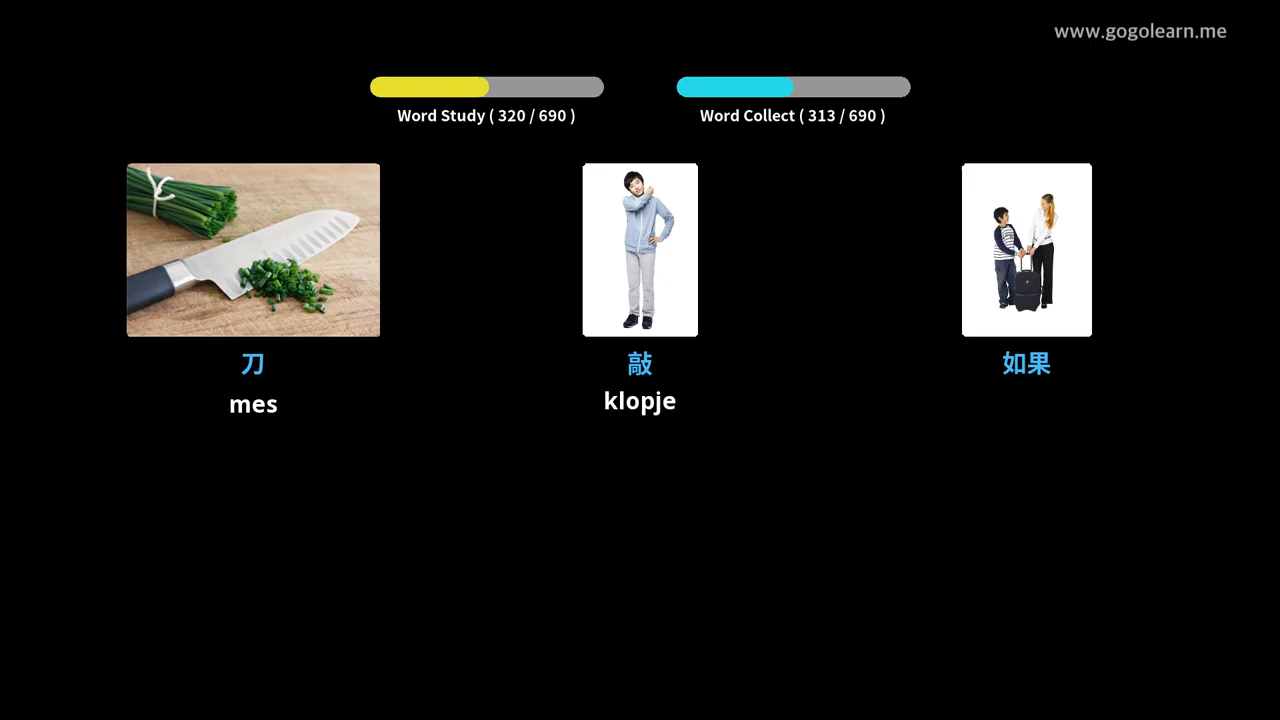 www.gogolearn.me
Word Study ( 320 / 690 )
Word Collect ( 313 / 690 )
刀
敲
如果
mes
klopje